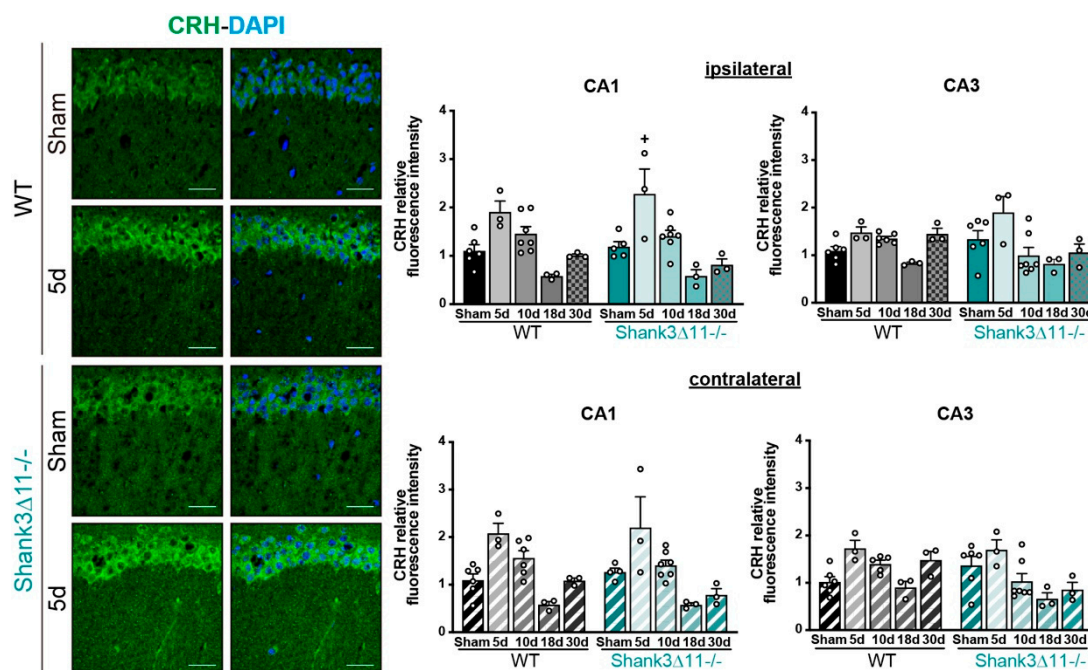 CRH-DAPI
WT
Sham
5d
Shank3Δ11-/-
Sham
5d
ipsilateral
CA1
CRH relative
fluorescence intensity
4
3
2
1
0
+
Sham 5d 10d 18d 30d
WT
Sham 5d 10d 18d 30d
Shank3Δ11-/-
CA3
CRH relative
fluorescence intensity
4
3
2
1
0
Sham 5d 10d 18d 30d
WT
Sham 5d 10d 18d 30d
Shank3Δ11-/-
contralateral
CA1
CRH relative
fluorescence intensity
4
3
2
1
0
Sham 5d 10d 18d 30d
WT
Sham 5d 10d 18d 30d
Shank3Δ11-/-
CA3
CRH relative
fluorescence intensity
4
3
2
1
0
Sham 5d 10d 18d 30d
WT
Sham 5d 10d 18d 30d
Shank3Δ11-/-